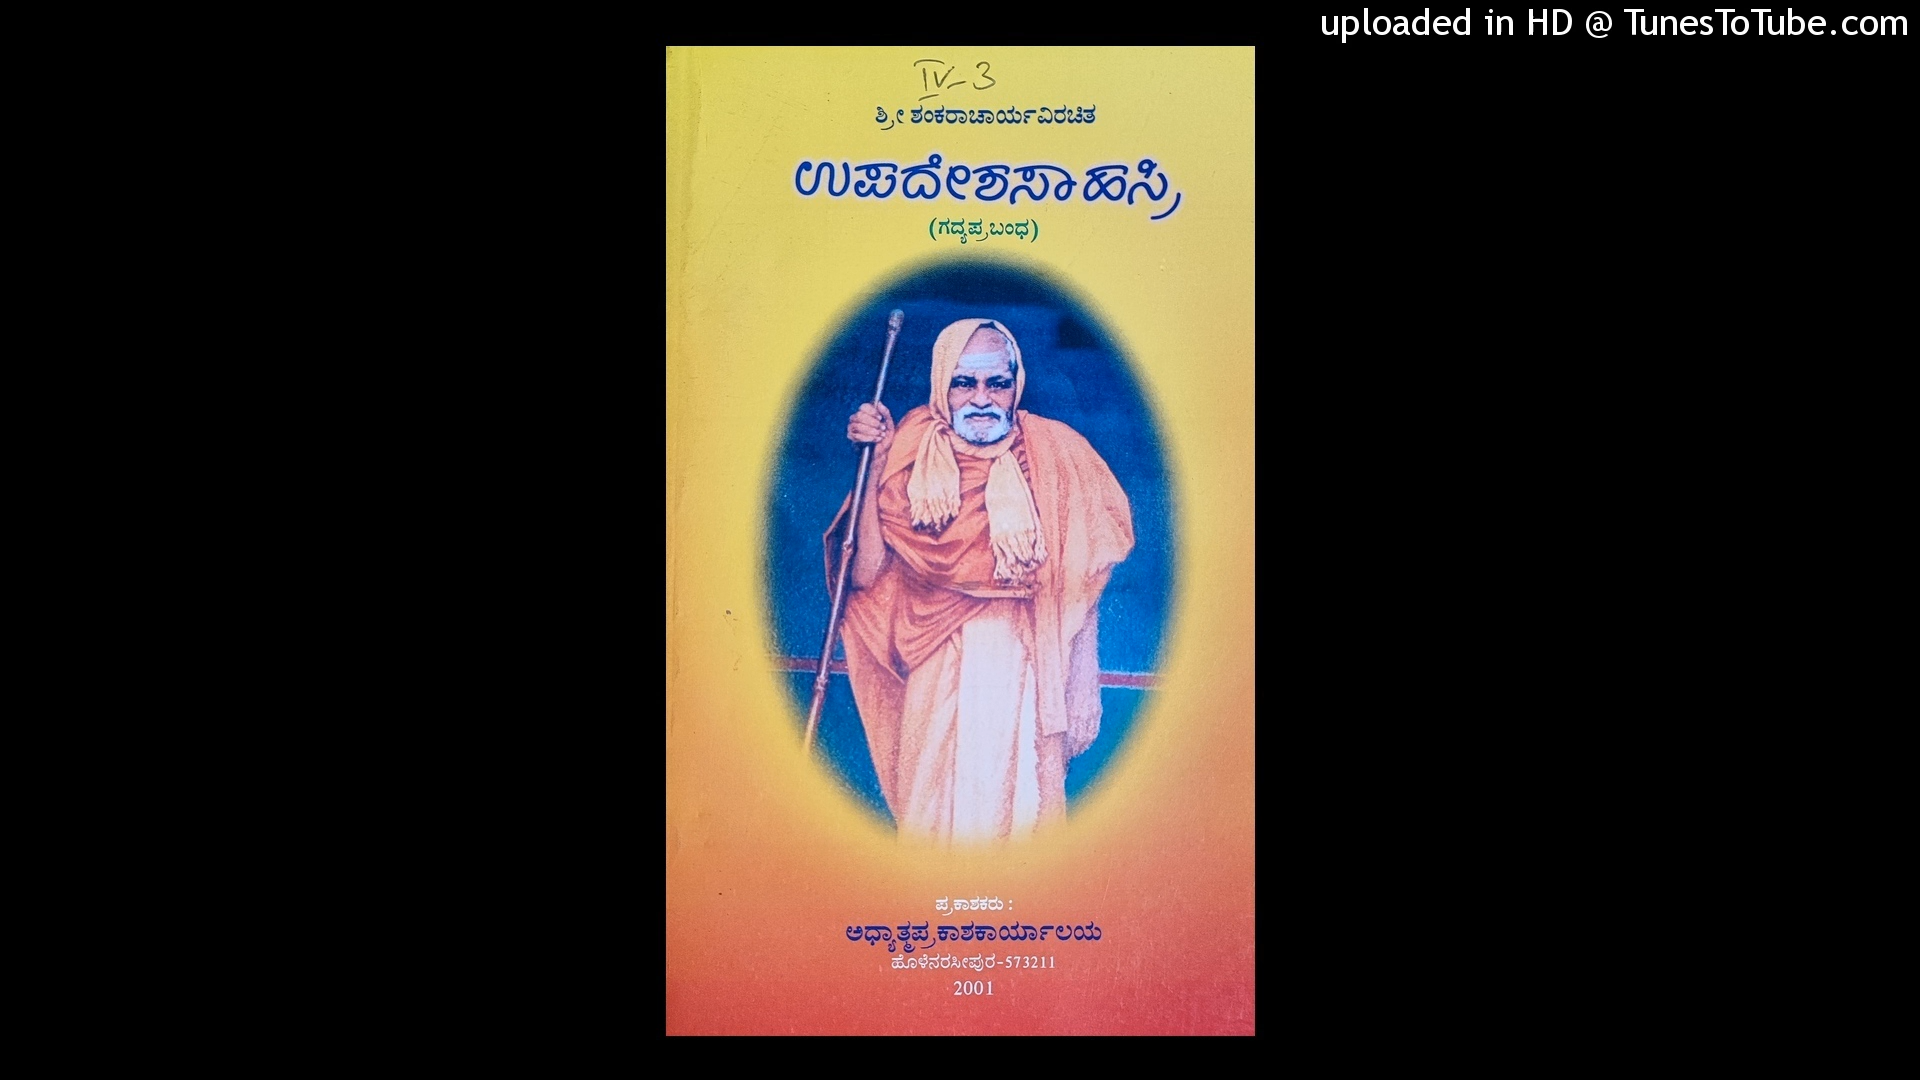 uploaded in HD @ TunesToTube.com
IV-3
ಶ್ರೀ ಶಂಕರಾಚಾರ್ಯವಿರಚಿತ
ಉಪದೇಶಸಾಹಸ್ರಿ
(ಗದ್ಯಪ್ರಬಂಧ)
ಪ್ರಕಾಶಕರು :
ಅಧ್ಯಾತ್ಮಪ್ರಕಾಶಕಾರ್ಯಾಲಯ
ಹೊಳೆನರಸೀಪುರ-573211
2001